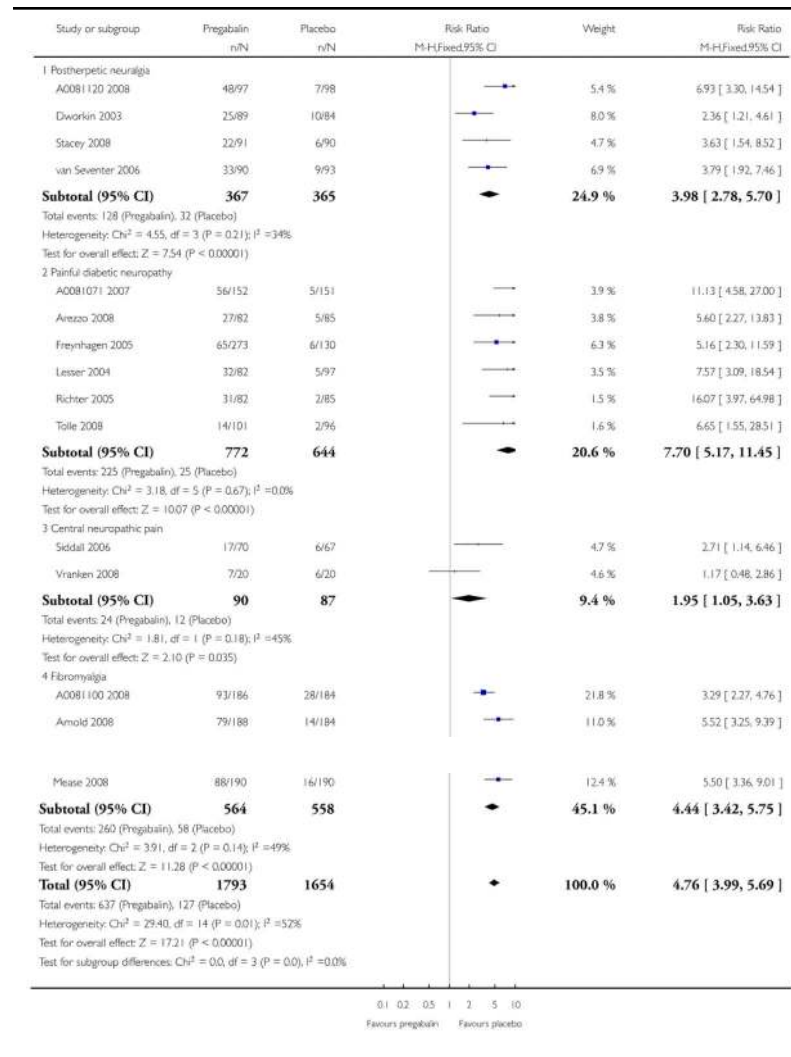 Study or subgroup Pregabalin Placebo Risk Ratio Weight Risk Ratio
n/N n/N M-H,Fixed,95% CI M-H,Fixed,95% CI
1 Postherpetic neuralgia
A0081120 2008 48/97 7/98 5.4 % 6.93 [ 3.30, 14.54 ]
Dworkin 2003 25/89 10/84 8.0 % 2.36 [ 1.21, 4.61 ]
Stacey 2008 22/91 6/90 4.7 % 3.63 [ 1.54, 8.52 ]
van Seventer 2006 33/90 9/93 6.9 % 3.79 [ 1.92, 7.46 ]
Subtotal (95% CI) 367 365 24.9 % 3.98 [ 2.78, 5.70 ]
Total events: 128 (Pregabalin), 32 (Placebo)
Heterogeneity: Chi² = 4.55, df = 3 (P = 0.21); I² =34%
Test for overall effect: Z = 7.54 (P < 0.00001)
2 Painful diabetic neuropathy
A0081071 2007 56/152 5/151 3.9 % 11.13 [ 4.58, 27.00 ]
Arezzo 2008 27/82 5/85 3.8 % 5.60 [ 2.27, 13.83 ]
Freynhagen 2005 65/273 6/130 6.3 % 5.16 [ 2.30, 11.59 ]
Lesser 2004 32/82 5/97 3.5 % 7.57 [ 3.09, 18.54 ]
Richter 2005 31/82 2/85 1.5 % 16.07 [ 3.97, 64.98 ]
Tolle 2008 14/101 2/96 1.6 % 6.65 [ 1.55, 28.51 ]
Subtotal (95% CI) 772 644 20.6 % 7.70 [ 5.17, 11.45 ]
Total events: 225 (Pregabalin), 25 (Placebo)
Heterogeneity: Chi² = 3.18, df = 5 (P = 0.67); I² =0.0%
Test for overall effect: Z = 10.07 (P < 0.00001)
3 Central neuropathic pain
Siddall 2006 17/70 6/67 4.7 % 2.71 [ 1.14, 6.46 ]
Vranken 2008 7/20 6/20 4.6 % 1.17 [ 0.48, 2.86 ]
Subtotal (95% CI) 90 87 9.4 % 1.95 [ 1.05, 3.63 ]
Total events: 24 (Pregabalin), 12 (Placebo)
Heterogeneity: Chi² = 1.81, df = 1 (P = 0.18); I² =45%
Test for overall effect: Z = 2.10 (P = 0.035)
4 Fibromyalgia
A0081100 2008 93/186 28/184 21.8 % 3.29 [ 2.27, 4.76 ]
Arnold 2008 79/188 14/184 11.0 % 5.52 [ 3.25, 9.39 ]
Mease 2008 88/190 16/190 12.4 % 5.50 [ 3.36, 9.01 ]
Subtotal (95% CI) 564 558 45.1 % 4.44 [ 3.42, 5.75 ]
Total events: 260 (Pregabalin), 58 (Placebo)
Heterogeneity: Chi² = 3.91, df = 2 (P = 0.14); I² =49%
Test for overall effect: Z = 11.28 (P < 0.00001)
Total (95% CI) 1793 1654 100.0 % 4.76 [ 3.99, 5.69 ]
Total events: 637 (Pregabalin), 127 (Placebo)
Heterogeneity: Chi² = 29.40, df = 14 (P = 0.01); I² =52%
Test for overall effect: Z = 17.21 (P < 0.00001)
Test for subgroup differences: Chi² = 0.0, df = 3 (P = 0.0), I² =0.0%
0.1 0.2 0.5 1 2 5 10
Favours pregabalin Favours placebo